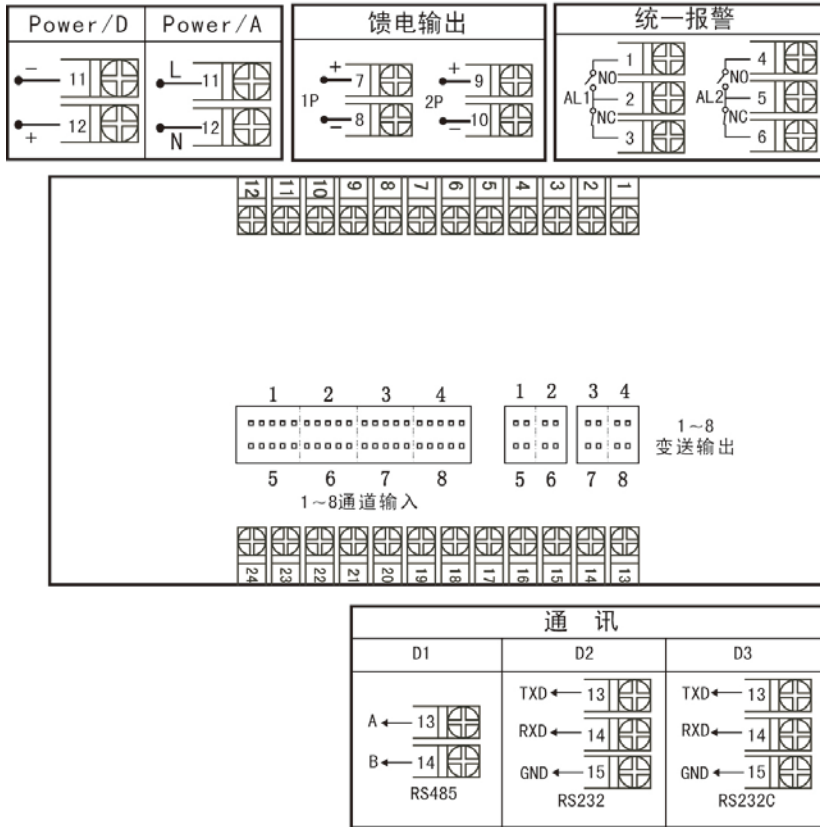 Power/D Power/A
− 11 L 11
+ 12 N 12
馈电输出
+ 7 + 9
1P 2P
− 8 − 10
统一报警
1 4
NO NO
AL1 2 AL2 5
NC NC
3 6
12 11 10 9 8 7 6 5 4 3 2 1
1 2 3 4 1 2 3 4
1~8
变送输出
5 6 7 8 5 6 7 8
1~8通道输入
24 23 22 21 20 19 18 17 16 15 14 13
通 讯
D1 D2 D3
TXD 13 TXD 13
A 13
RXD 14 RXD 14
B 14
GND 15 GND 15
RS485 RS232 RS232C